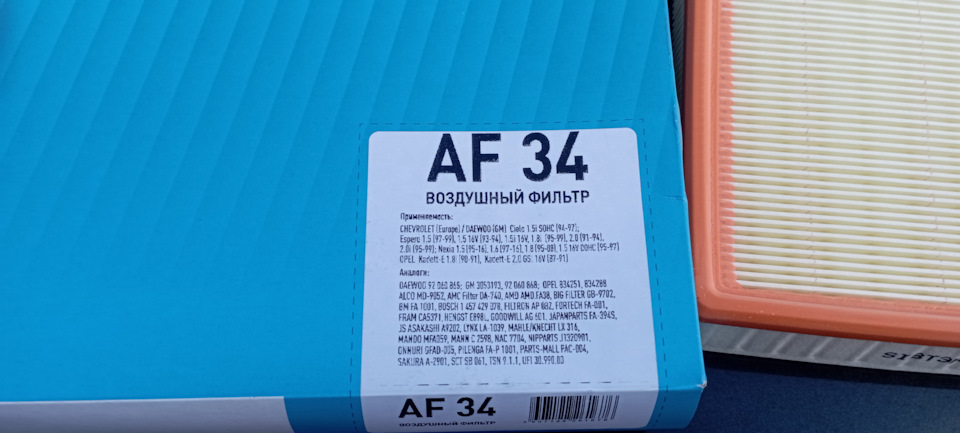 AF 34
ВОЗДУШНЫЙ ФИЛЬТР
Применяемость:
CHEVROLET (Europe) / DAEWOO (GM) Cielo 1.5i SOHC (94-97);
Espero 1.5 (97-99), 1.5 16V (93-94), 1.5i 16V, 1.8i (95-99), 2.0 (91-94),
2.0i (95-99); Nexia 1.5 (95-16), 1.6 (97-16), 1.8 (95-09), 1.5 16V DOHC (95-97)
OPEL Kadett-E 1.8i (90-91), Kadett-E 2.0 GSi 16V (87-91)
Аналоги:
DAEWOO 92 060 868; GM 3053193, 92 060 868; OPEL 834251, 834288
ALCO MD-9052, AMC Filter DA-740, AMD AMD.FA38, BIG FILTER GB-9702,
BM FA 1001, BOSCH 1 457 429 378, FILTRON AP 082, FORTECH FA-081,
FRAM CA5371, HENGST E898L, GOODWILL AG 601, JAPANPARTS FA-394S,
JS ASAKASHI A9202, LYNX LA-1039, MAHLE/KNECHT LX 316,
MANDO MFA059, MANN C 2598, NAC 7704, NIPPARTS J1320901,
ONNURI GFAD-005, PILENGA FA-P 1001, PARTS-MALL PAC-004,
SAKURA A-2901, SCT SB 061, TSN 9.1.1, UFI 30.990.00
AF 34
ВОЗДУШНЫЙ ФИЛЬТР